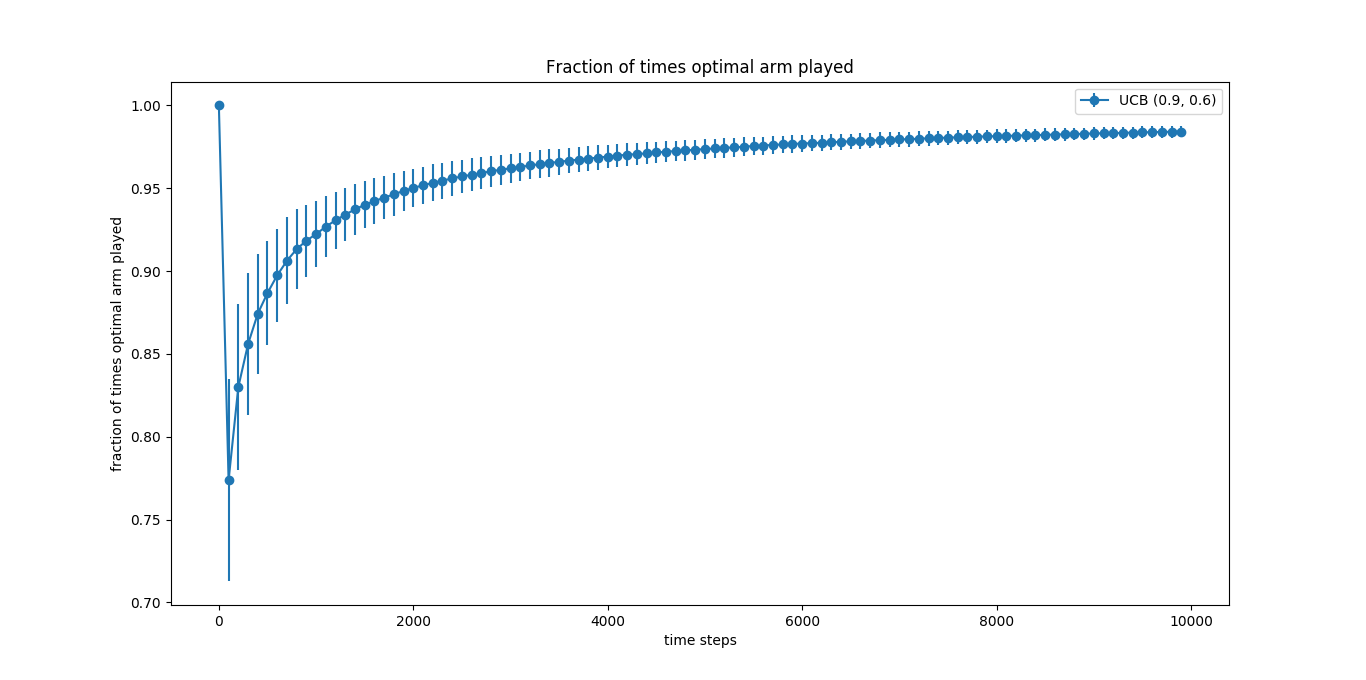 Fraction of times optimal arm played
UCB (0.9, 0.6)
1.00
0.95
0.90
0.85
0.80
0.75
0.70
fraction of times optimal arm played
0 2000 4000 6000 8000 10000
time steps